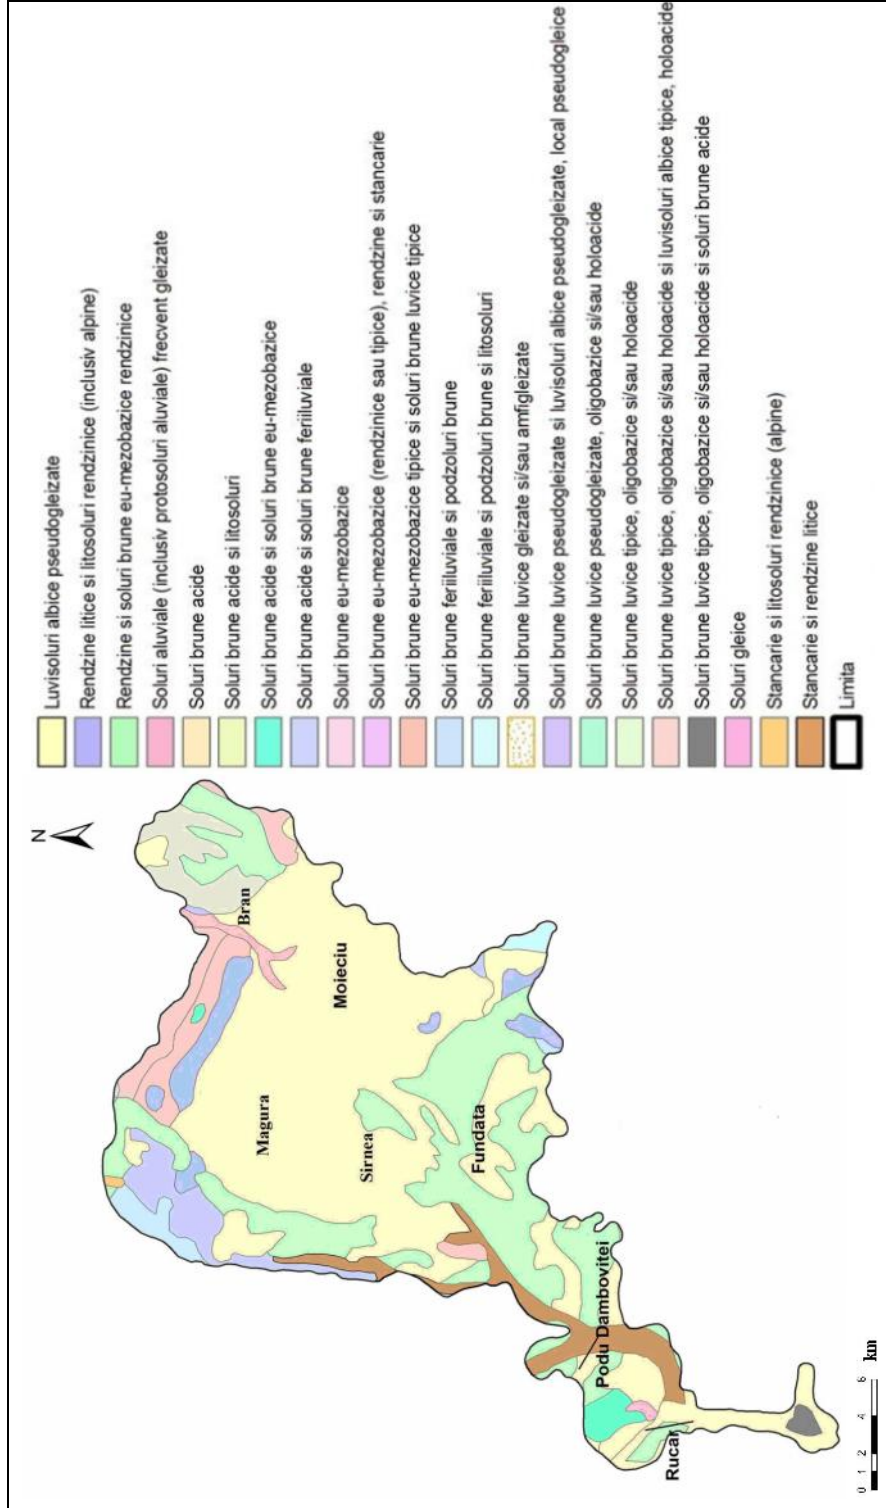 N
Bran
Moieciu
Magura
Sirnea
Fundata
Podu Dambovitei
Rucar
0 1 2 4 6 km
Luvisoluri albice pseudogleizate
Rendzine litice si litosoluri rendzinice (inclusiv alpine)
Rendzine si soluri brune eu-mezobazice rendzinice
Soluri aluviale (inclusiv protosoluri aluviale) frecvent gleizate
Soluri brune acide
Soluri brune acide si litosoluri
Soluri brune acide si soluri brune eu-mezobazice
Soluri brune acide si soluri brune feriiluviale
Soluri brune eu-mezobazice
Soluri brune eu-mezobazice (rendzinice sau tipice), rendzine si stancarie
Soluri brune eu-mezobazice tipice si soluri brune luvice tipice
Soluri brune feriiluviale si podzoluri brune
Soluri brune feriiluviale si podzoluri brune si litosoluri
Soluri brune luvice gleizate si/sau amfigleizate
Soluri brune luvice pseudogleizate si luvisoluri albice pseudogleizate, local pseudogleice
Soluri brune luvice pseudogleizate, oligobazice si/sau holoacide
Soluri brune luvice tipice, oligobazice si/sau holoacide
Soluri brune luvice tipice, oligobazice si/sau holoacide si luvisoluri albice tipice, holoacide
Soluri brune luvice tipice, oligobazice si/sau holoacide si soluri brune acide
Soluri gleice
Stancarie si litosoluri rendzinice (alpine)
Stancarie si rendzine litice
Limita